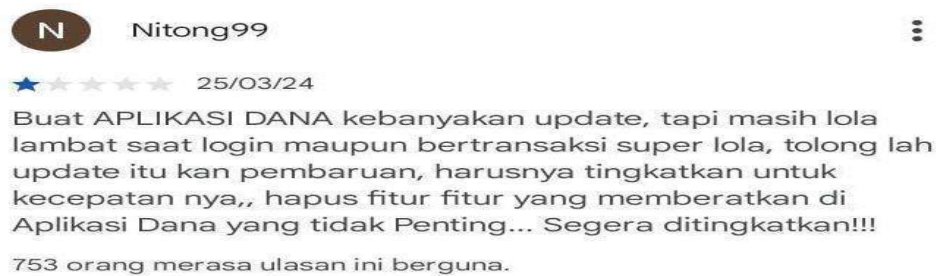 N
Nitong99
25/03/24
Buat APLIKASI DANA kebanyakan update, tapi masih lola
lambat saat login maupun bertransaksi super lola, tolong lah
update itu kan pembaruan, harusnya tingkatkan untuk
kecepatan nya,, hapus fitur fitur yang memberatkan di
Aplikasi Dana yang tidak Penting... Segera ditingkatkan!!!
753 orang merasa ulasan ini berguna.